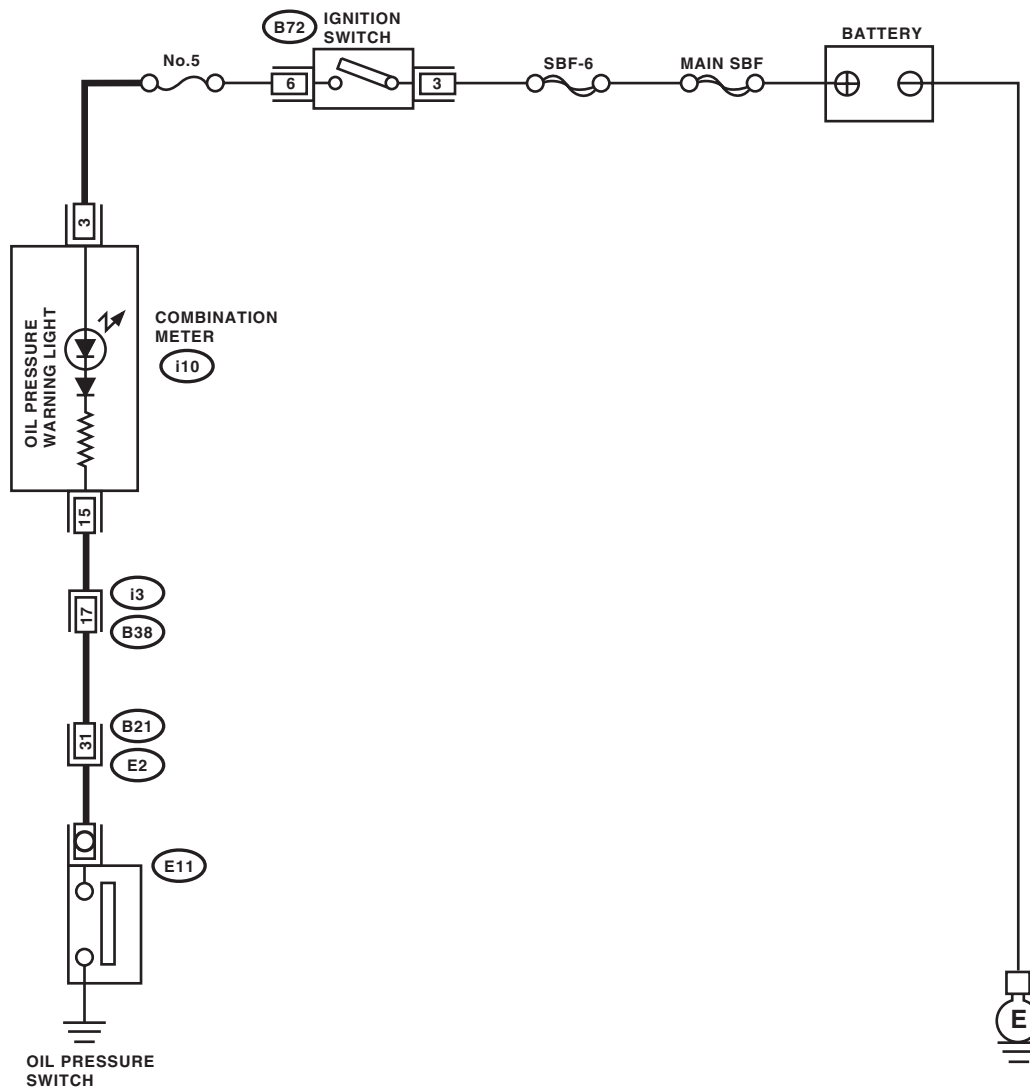 B72
IGNITION
SWITCH
BATTERY
No.5
SBF-6
MAIN SBF
6
3
3
OIL PRESSURE
WARNING LIGHT
COMBINATION
METER
i10
15
i3
17
B38
B21
31
E2
E11
E
OIL PRESSURE
SWITCH